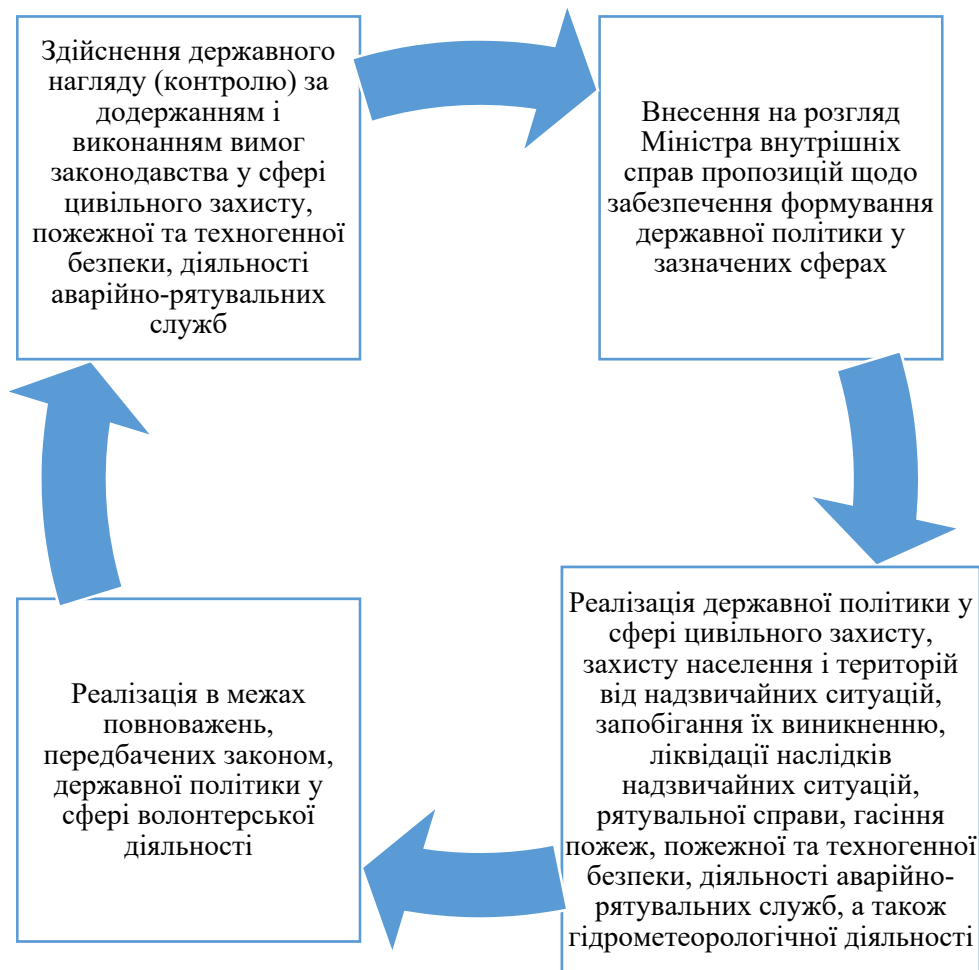 Здійснення державного
нагляду (контролю) за
додержанням і
виконанням вимог
законодавства у сфері
цивільного захисту,
пожежної та техногенної
безпеки, діяльності
аварійно-рятувальних
служб
Внесення на розгляд
Міністра внутрішніх
справ пропозицій щодо
забезпечення формування
державної політики у
зазначених сферах
Реалізація державної політики у
сфері цивільного захисту,
захисту населення і територій
від надзвичайних ситуацій,
запобігання їх виникненню,
ліквідації наслідків
надзвичайних ситуацій,
рятувальної справи, гасіння
пожеж, пожежної та техногенної
безпеки, діяльності аварійно-
рятувальних служб, а також
гідрометеорологічної діяльності
Реалізація в межах
повноважень,
передбачених законом,
державної політики у
сфері волонтерської
діяльності